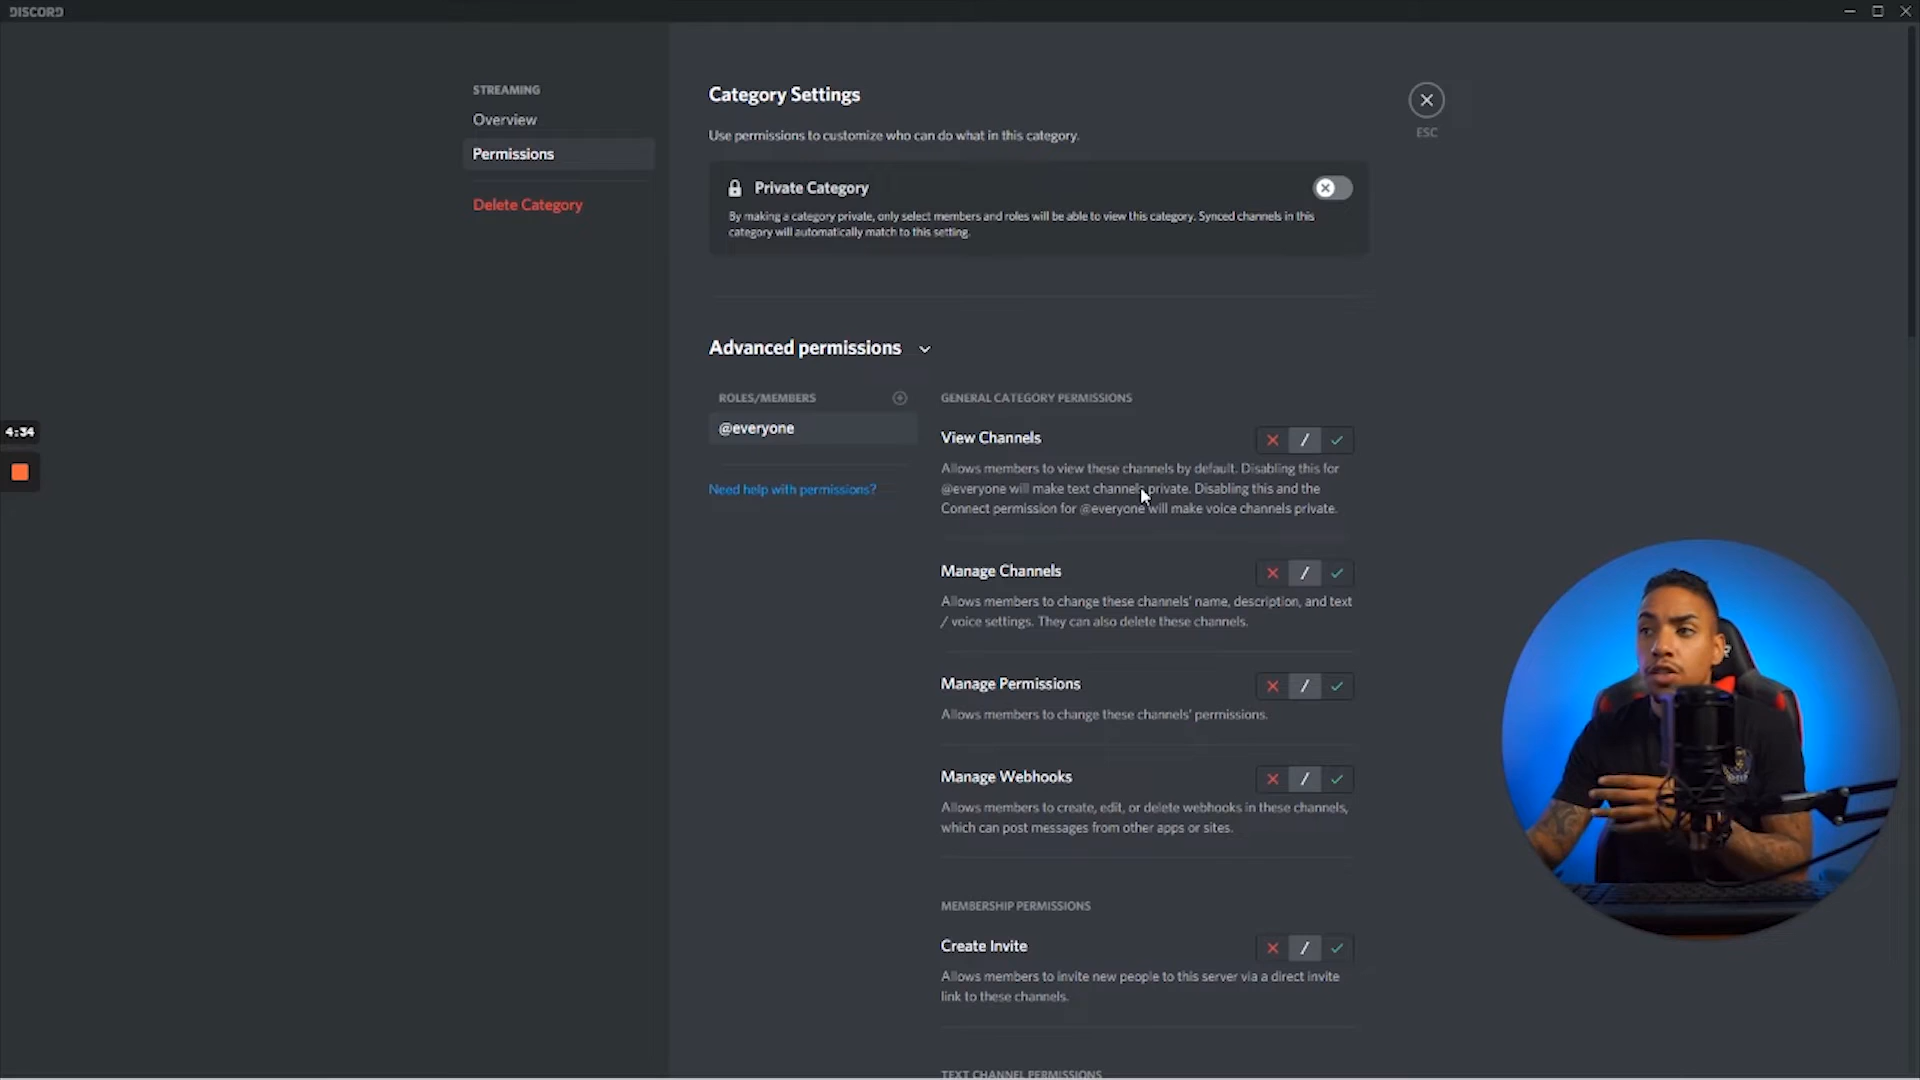 DISCORD
STREAMING
Overview
Permissions
Delete Category
Category Settings
Use permissions to customize who can do what in this category.
ESC
Private Category
By making a category private, only select members and roles will be able to view this category. Synced channels in this
category will automatically match to this setting.
Advanced permissions
ROLES/MEMBERS
@everyone
Need help with permissions?
GENERAL CATEGORY PERMISSIONS
View Channels
Allows members to view these channels by default. Disabling this for
@everyone will make text channels private. Disabling this and the
Connect permission for @everyone will make voice channels private.
Manage Channels
Allows members to change these channels' name, description, and text
/ voice settings. They can also delete these channels.
Manage Permissions
Allows members to change these channels' permissions.
Manage Webhooks
Allows members to create, edit, or delete webhooks in these channels,
which can post messages from other apps or sites.
MEMBERSHIP PERMISSIONS
Create Invite
Allows members to invite new people to this server via a direct invite
link to these channels.
TEXT CHANNEL PERMISSIONS
4:34